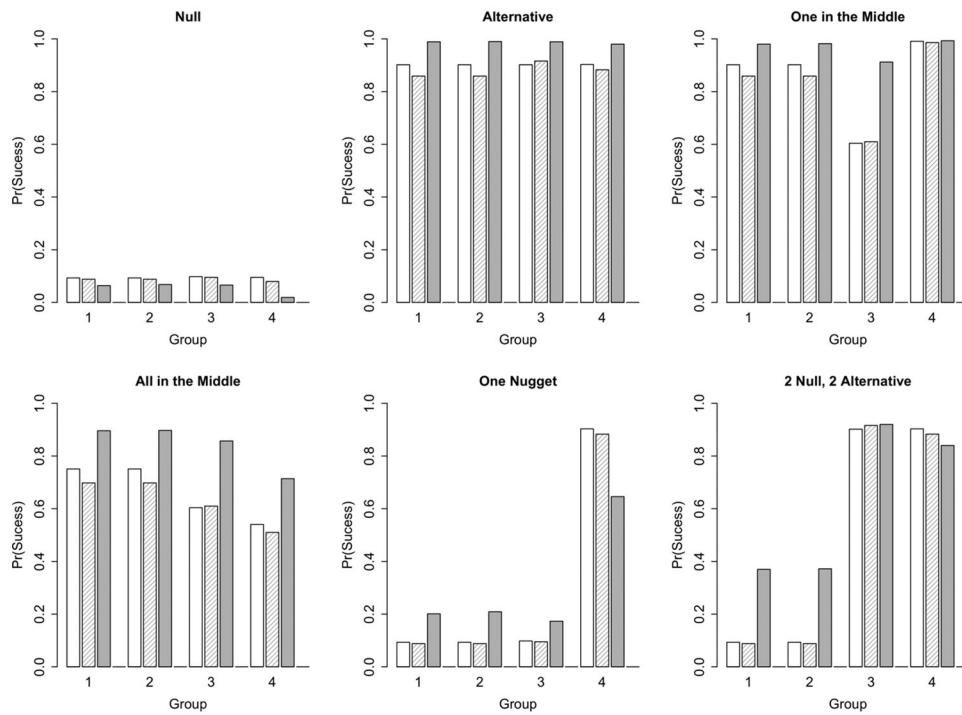 Null
Pr(Sucess)
0.0 0.2 0.4 0.6 0.8 1.0
1 2 3 4
Group
Alternative
Pr(Sucess)
0.0 0.2 0.4 0.6 0.8 1.0
1 2 3 4
Group
One in the Middle
Pr(Sucess)
0.0 0.2 0.4 0.6 0.8 1.0
1 2 3 4
Group
All in the Middle
Pr(Sucess)
0.0 0.2 0.4 0.6 0.8 1.0
1 2 3 4
Group
One Nugget
Pr(Sucess)
0.0 0.2 0.4 0.6 0.8 1.0
1 2 3 4
Group
2 Null, 2 Alternative
Pr(Sucess)
0.0 0.2 0.4 0.6 0.8 1.0
1 2 3 4
Group